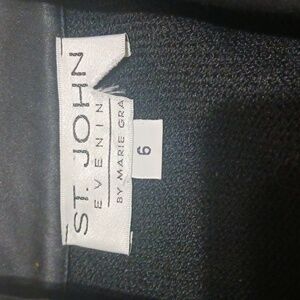 ST. JOHN
EVENIN
BY MARIE GRA
6